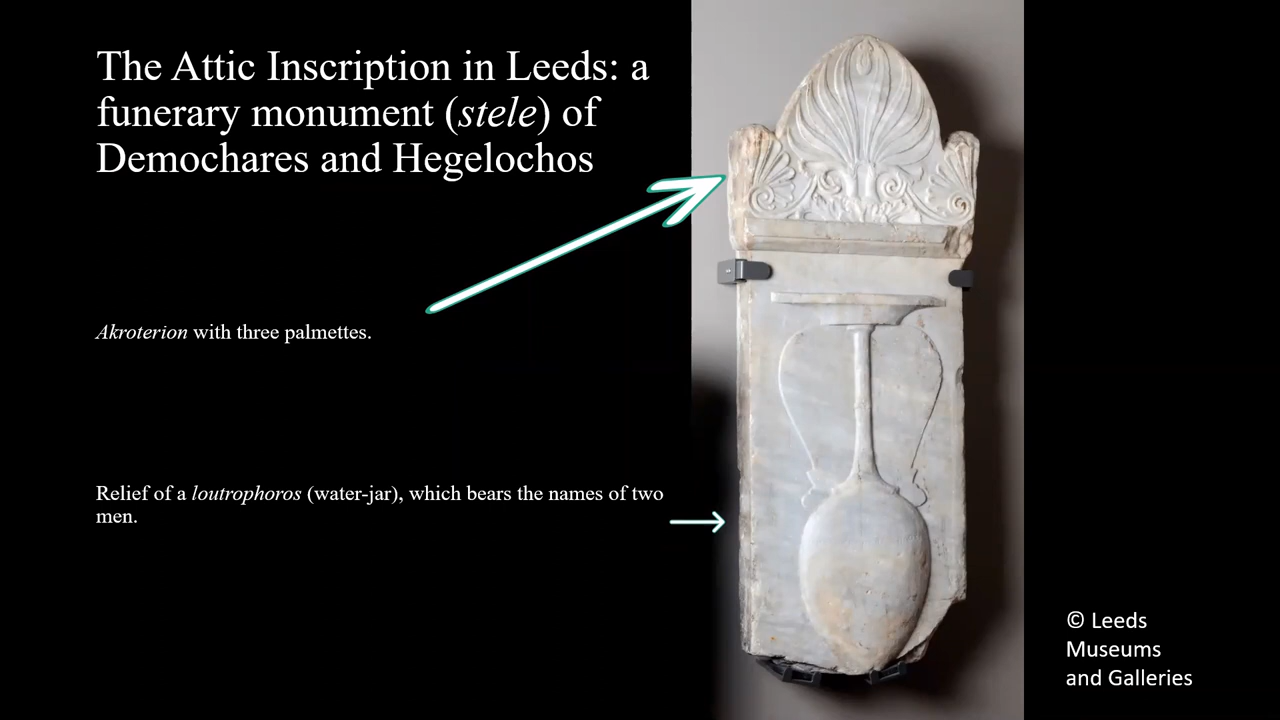 The Attic Inscription in Leeds: a
funerary monument (stele) of
Demochares and Hegelochos
Akroterion with three palmettes.
Relief of a loutrophoros (water-jar), which bears the names of two
men.
© Leeds
Museums
and Galleries